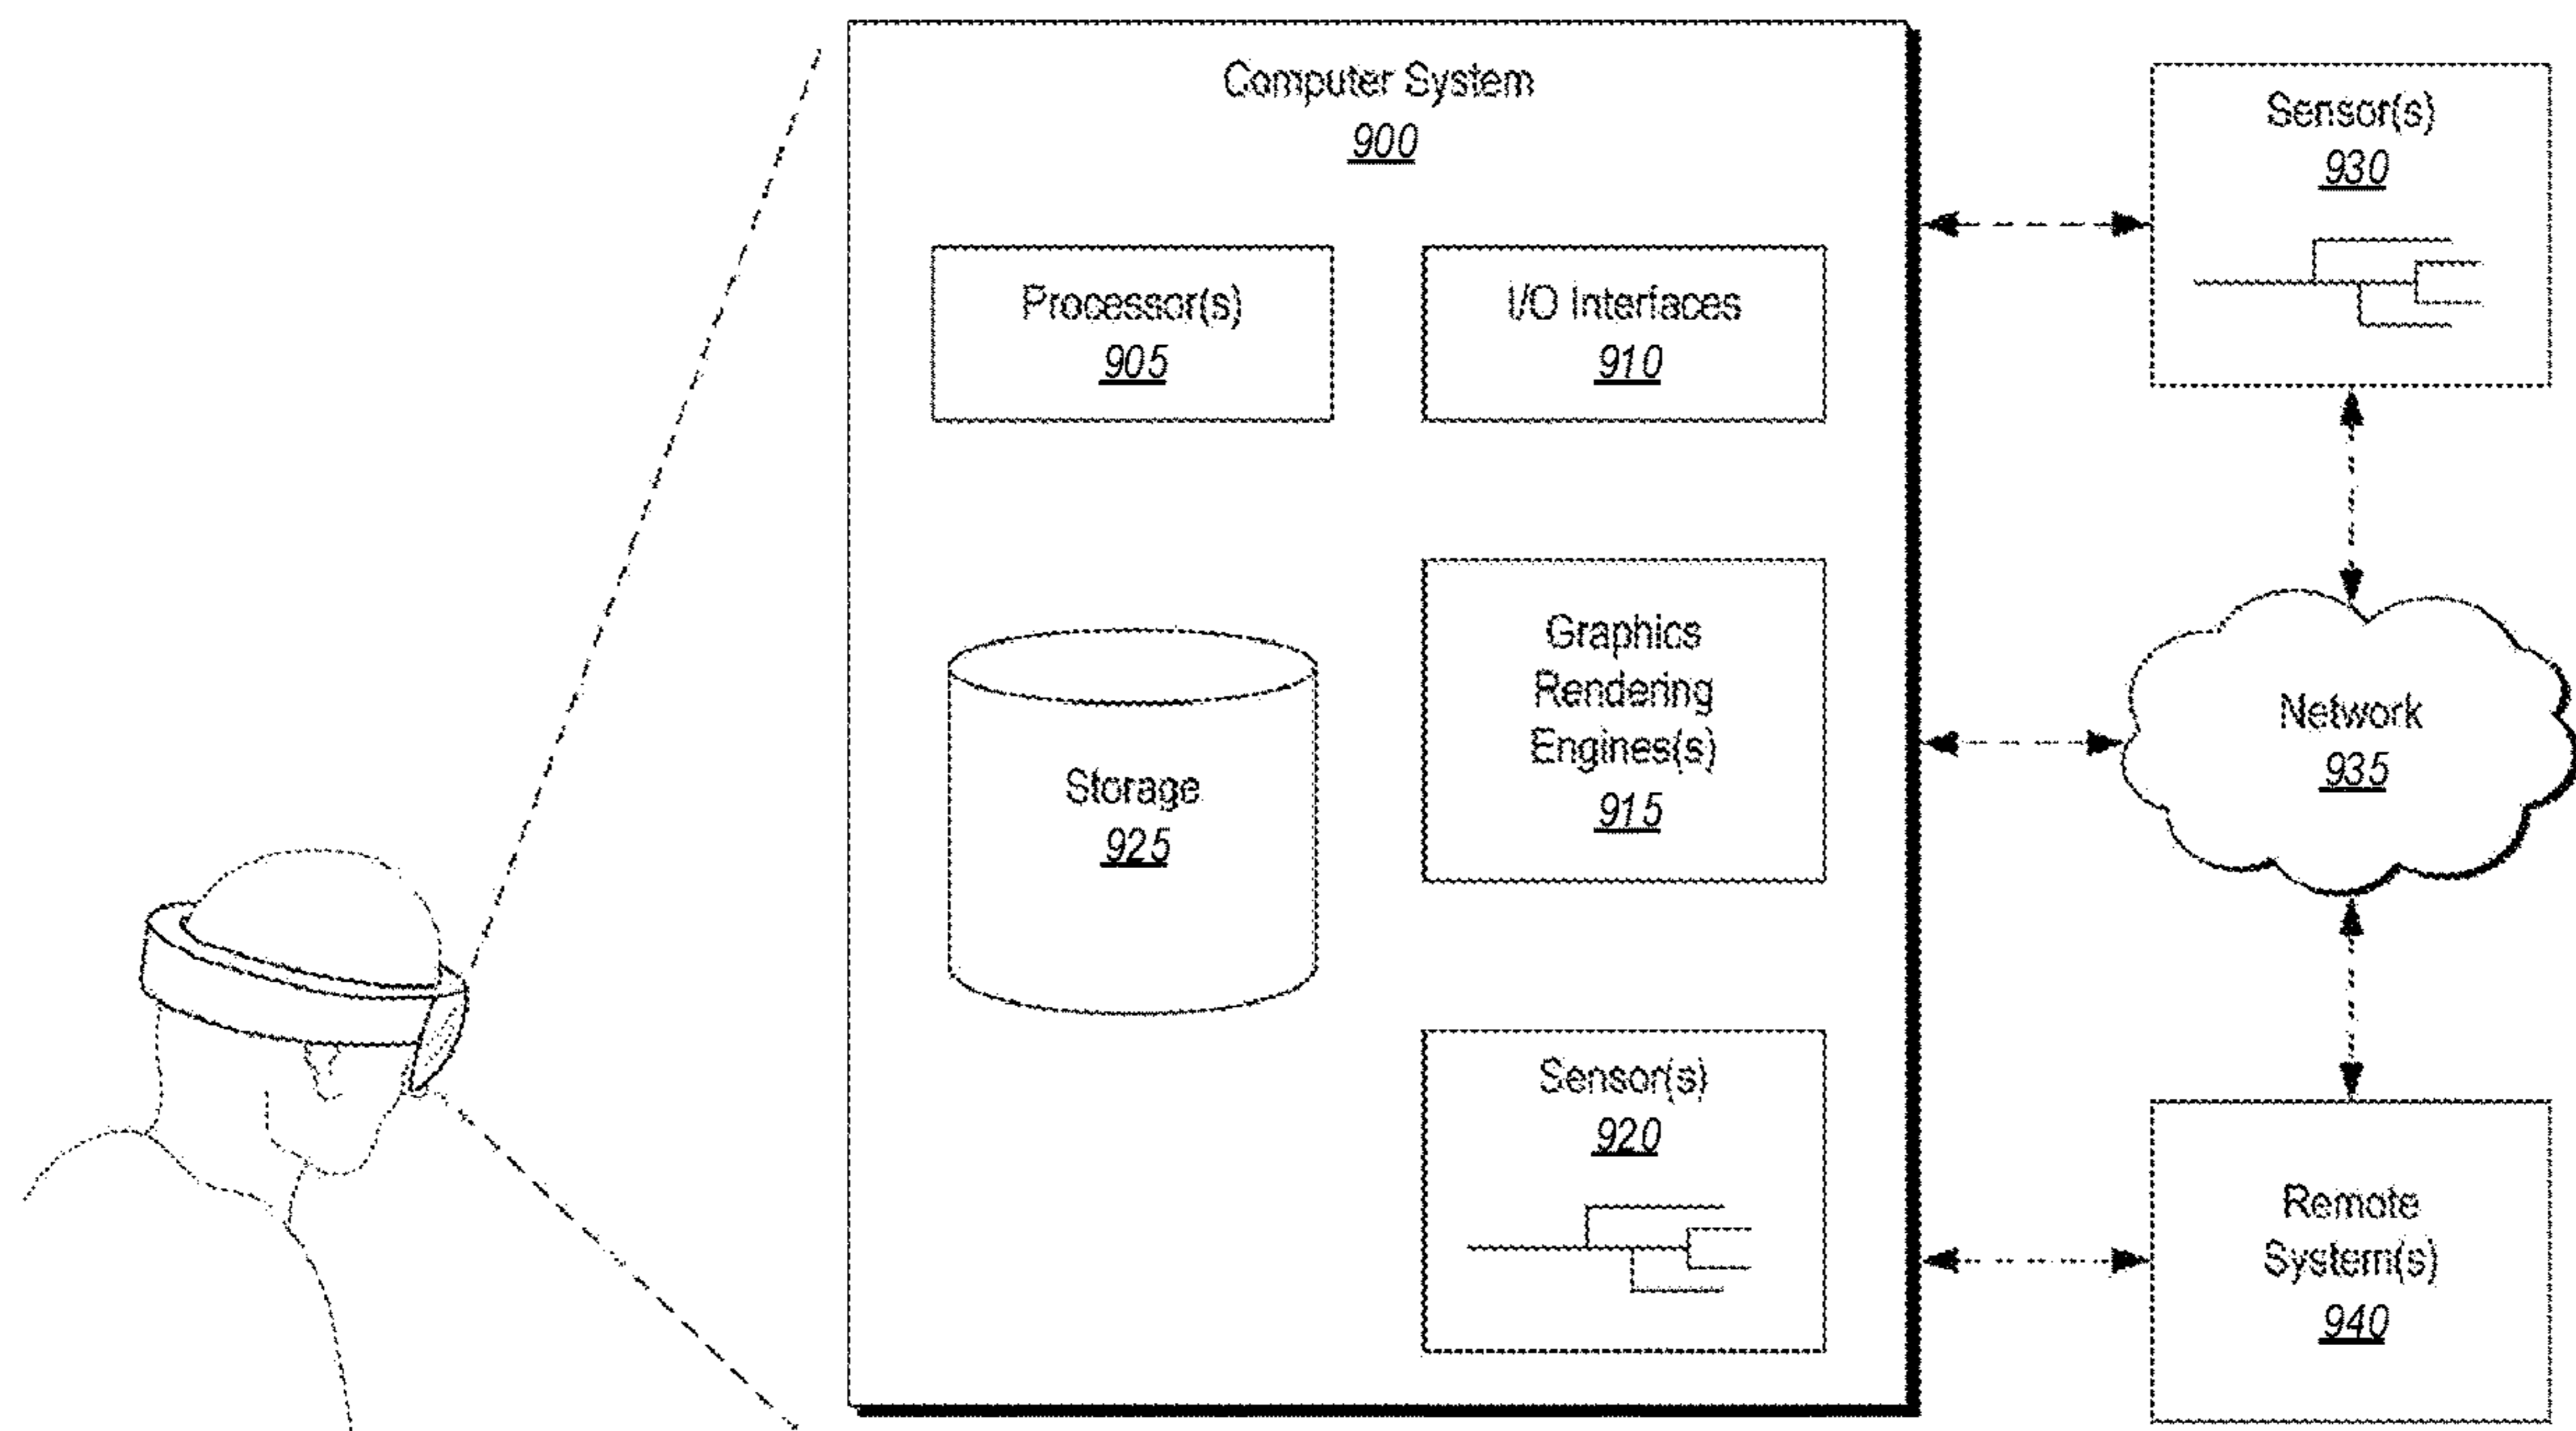 Computer System
900
Processor(s)
905
I/O Interfaces
910
Storage
925
Graphics
Rendering
Engines(s)
915
Sensor(s)
920
Sensor(s)
930
Network
935
Remote
System(s)
940